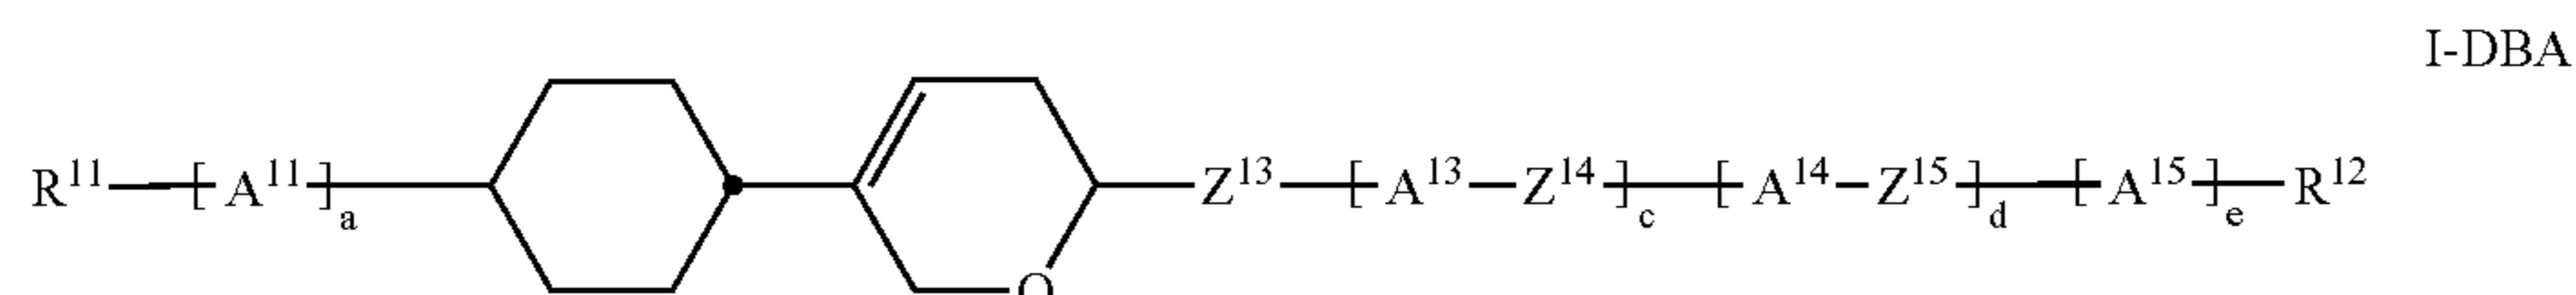 I-DBA
R¹¹—[A¹¹]ₐ O Z¹³—[A¹³—Z¹⁴]c—[A¹⁴—Z¹⁵]d—[A¹⁵]ₑ—R¹²